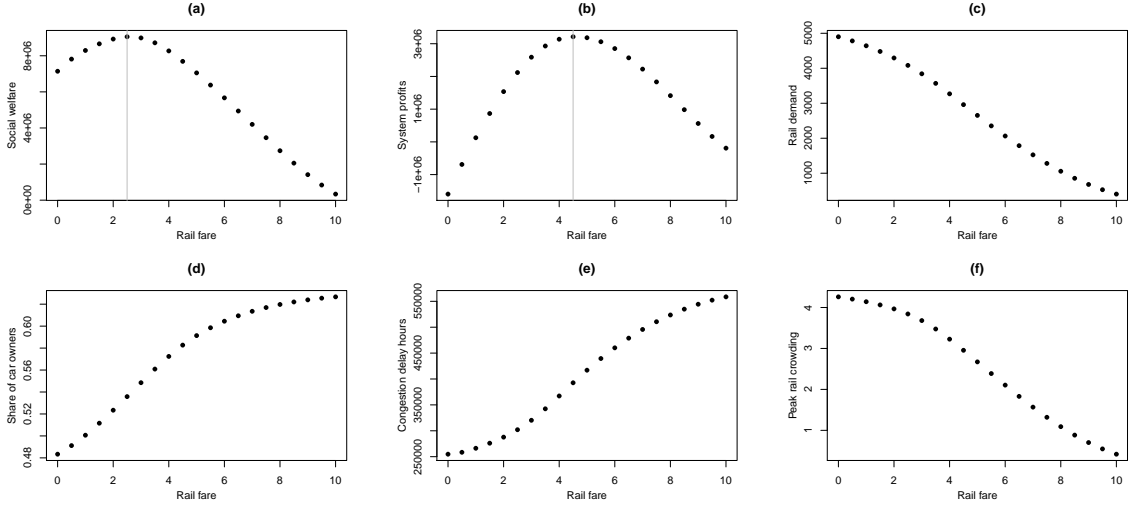 (a)
Social welfare
0e+00 4e+06 8e+06
0 2 4 6 8 10
Rail fare
(b)
System profits
−1e+06 1e+06 3e+06
0 2 4 6 8 10
Rail fare
(c)
Rail demand
1000 2000 3000 4000 5000
0 2 4 6 8 10
Rail fare
(d)
Share of car owners
0.48 0.52 0.56 0.60
0 2 4 6 8 10
Rail fare
(e)
Congestion delay hours
250000 350000 450000 550000
0 2 4 6 8 10
Rail fare
(f)
Peak rail crowding
1 2 3 4
0 2 4 6 8 10
Rail fare